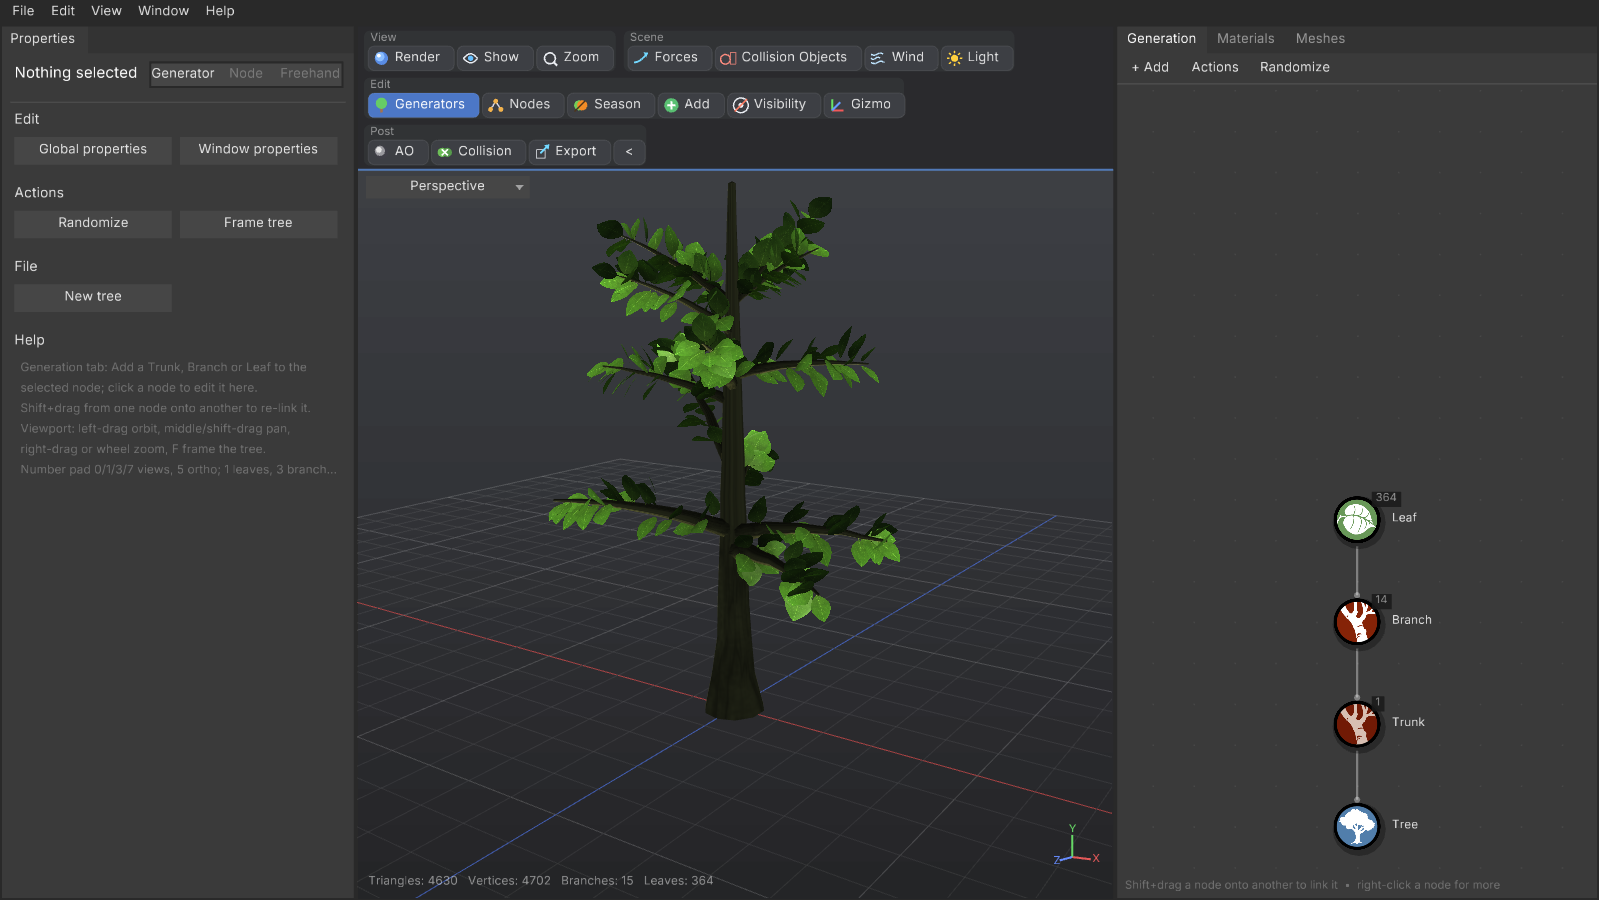 File Edit View Window Help
Properties
Nothing selected
Generator Node Freehand
Edit
Global properties Window properties
Actions
Randomize Frame tree
File
New tree
Help
Generation tab: Add a Trunk, Branch or Leaf to the
selected node; click a node to edit it here.
Shift+drag from one node onto another to re-link it.
Viewport: left-drag orbit, middle/shift-drag pan,
right-drag or wheel zoom, F frame the tree.
Number pad 0/1/3/7 views, 5 ortho; 1 leaves, 3 branch...
View
Render Show Zoom
Scene
Forces Collision Objects Wind Light
Edit
Generators Nodes Season Add Visibility Gizmo
Post
AO Collision Export <
Perspective
Y
Z X
Triangles: 4630 Vertices: 4702 Branches: 15 Leaves: 364
Generation Materials Meshes
+ Add Actions Randomize
364
Leaf
14
Branch
1
Trunk
Tree
Shift+drag a node onto another to link it • right-click a node for more